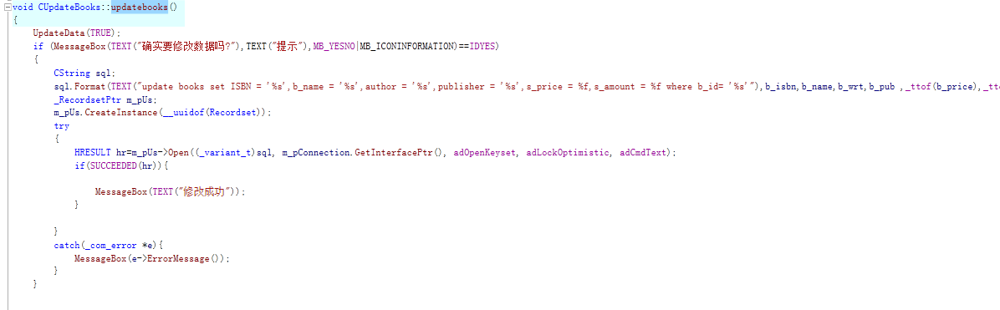 void CUpdateBooks::updatebooks()
{
UpdateData(TRUE);
if (MessageBox(TEXT("确实要修改数据吗?"),TEXT("提示"),MB_YESNO|MB_ICONINFORMATION)==IDYES)
{
CString sql;
sql.Format(TEXT("update books set ISBN = '%s',b_name = '%s',author = '%s',publisher = '%s',s_price = %f,s_amount = %f where b_id= '%s'"),b_isbn,b_name,b_wrt,b_pub ,_ttof(b_price),_tto
_RecordsetPtr m_pUs;
m_pUs.CreateInstance(__uuidof(Recordset));
try
{
HRESULT hr=m_pUs->Open((_variant_t)sql, m_pConnection.GetInterfacePtr(), adOpenKeyset, adLockOptimistic, adCmdText);
if(SUCCEEDED(hr)){
MessageBox(TEXT("修改成功"));
}
}
catch(_com_error *e){
MessageBox(e->ErrorMessage());
}
}